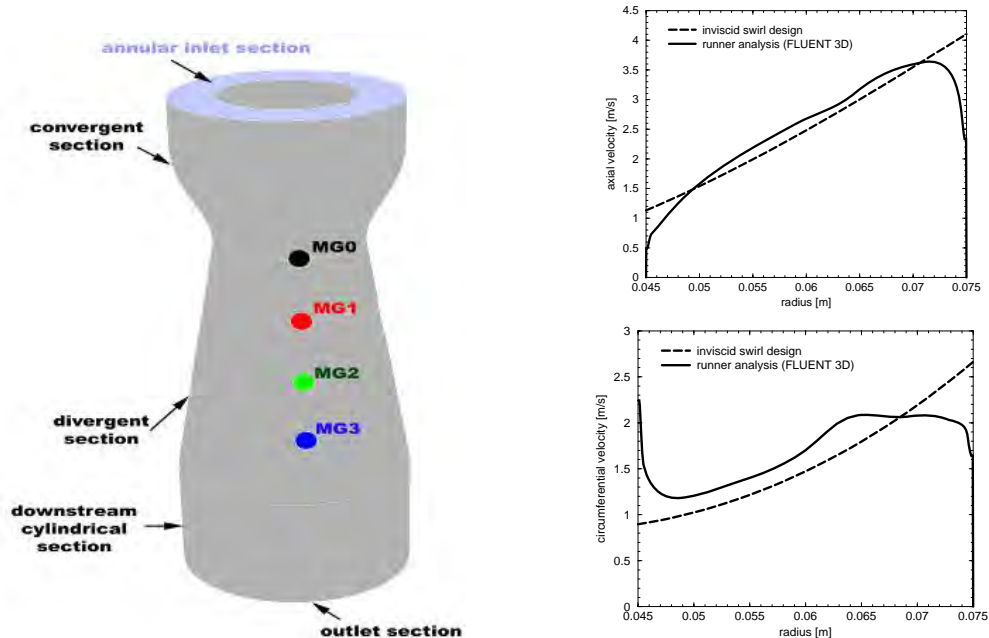 annular inlet section
convergent
section
MG0
MG1
MG2
MG3
divergent
section
downstream
cylindrical
section
outlet section
4.5
4
3.5
3
2.5
2
1.5
1
0.5
0
axial velocity [m/s]
inviscid swirl design
runner analysis (FLUENT 3D)
0.045 0.05 0.055 0.06 0.065 0.07 0.075
radius [m]
3
2.5
2
1.5
1
0.5
0
circumferential velocity [m/s]
inviscid swirl design
runner analysis (FLUENT 3D)
0.045 0.05 0.055 0.06 0.065 0.07 0.075
radius [m]